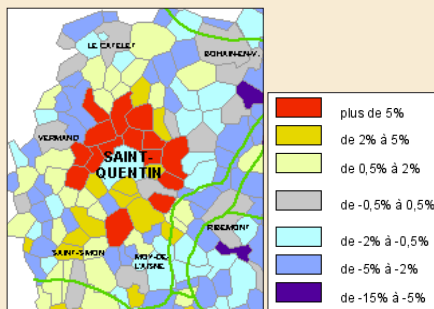 LE CATELET
BOHAIN-EN-V.
VERMAND
SAINT-
QUENTIN
RIBEMONT
SAINT-SIMON
MOY-DE-
L'AISNE
plus de 5%
de 2% à 5%
de 0,5% à 2%
de -0,5% à 0,5%
de -2% à -0,5%
de -5% à -2%
de -15% à -5%